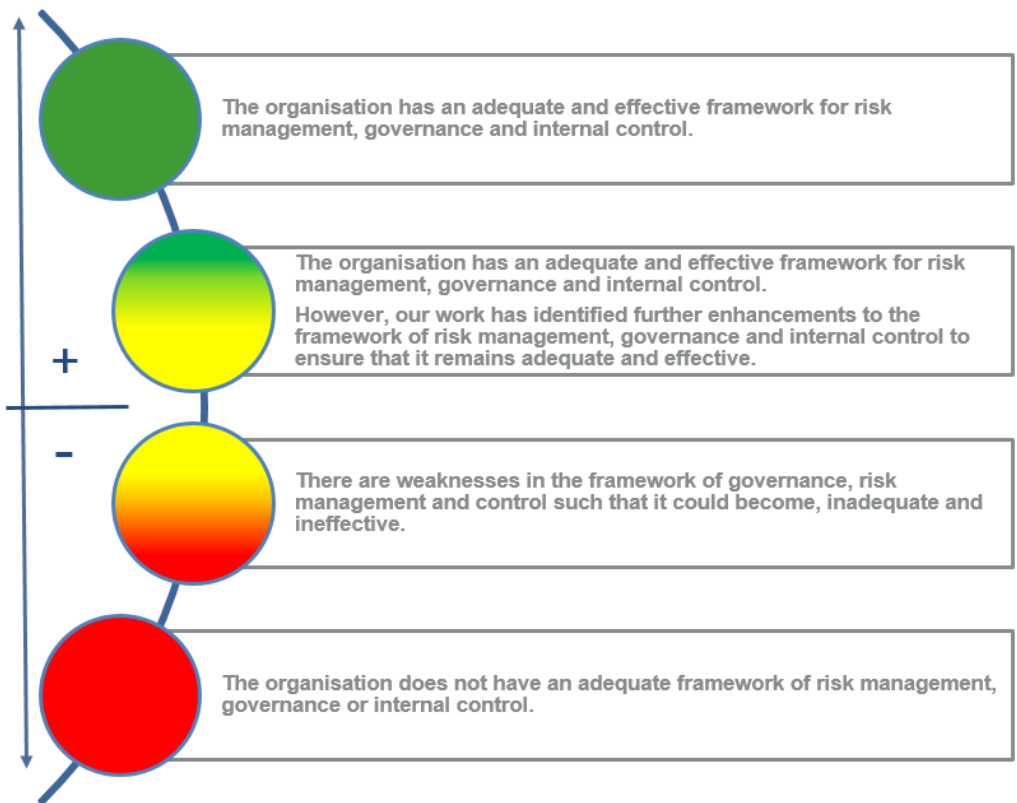 The organisation has an adequate and effective framework for risk
management, governance and internal control.
The organisation has an adequate and effective framework for risk
management, governance and internal control.
However, our work has identified further enhancements to the
framework of risk management, governance and internal control to
ensure that it remains adequate and effective.
+
-
There are weaknesses in the framework of governance, risk
management and control such that it could become, inadequate and
ineffective.
The organisation does not have an adequate framework of risk management,
governance or internal control.